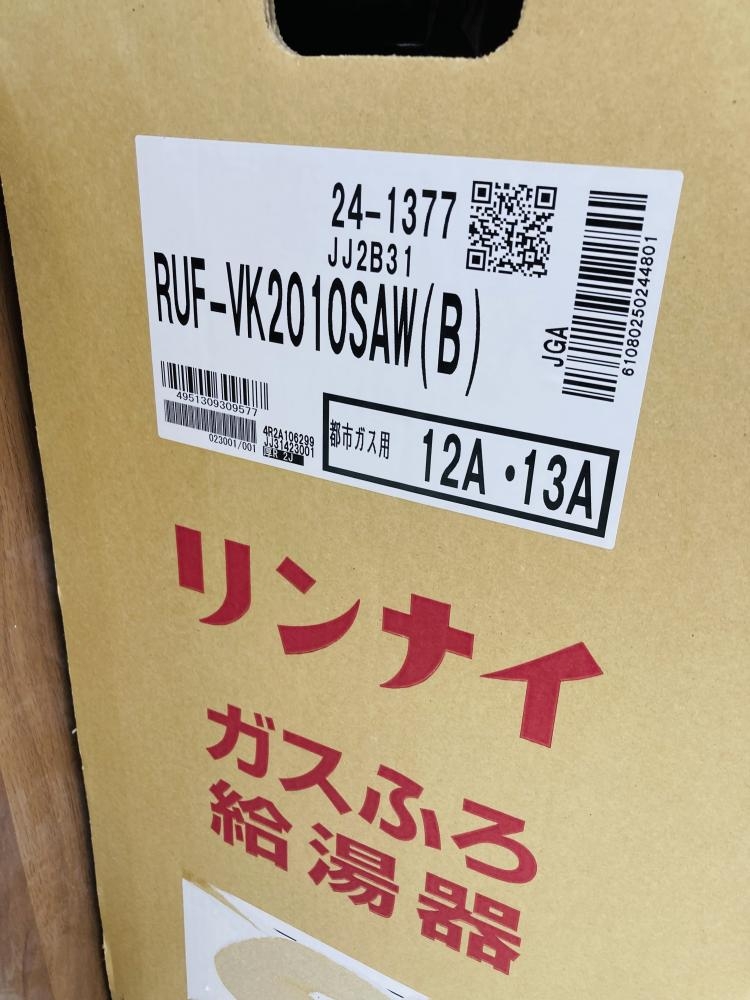 24-1377
JJ2B31
RUF-VK2010SAW(B)
JGA
61080250244801
4951309309577
023001/001
4R2A106299
JJ31423001
都市ガス用
12A・13A
リンナイ
ガスふろ
給湯器